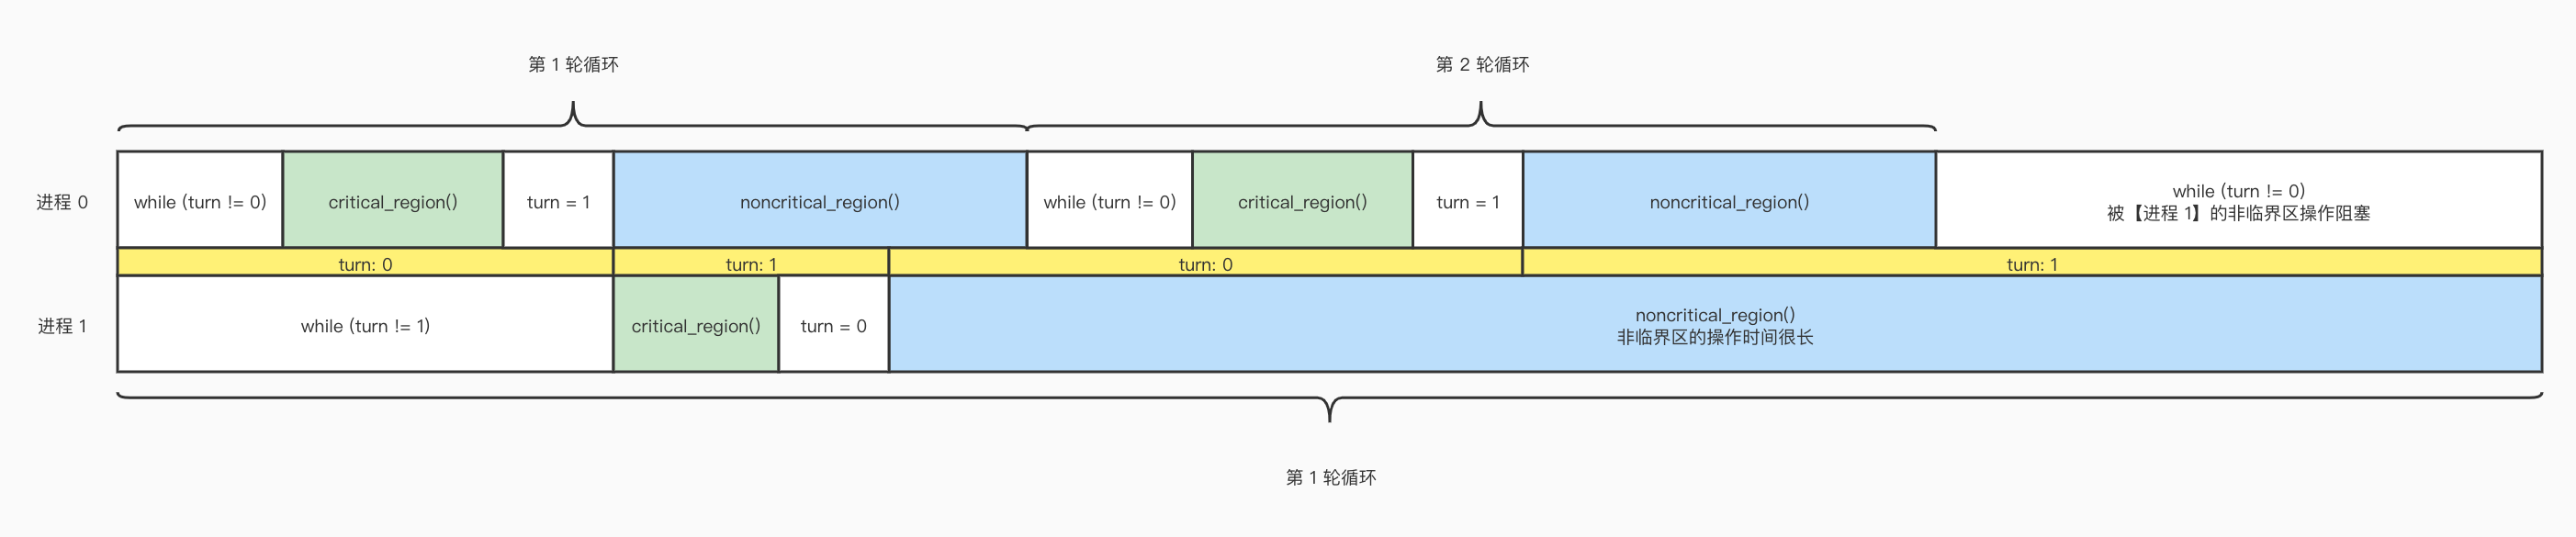 第 1 轮循环
第 2 轮循环
进程 0
while (turn != 0)
critical_region()
turn = 1
noncritical_region()
while (turn != 0)
critical_region()
turn = 1
noncritical_region()
while (turn != 0)
被【进程 1】的非临界区操作阻塞
turn: 0
turn: 1
turn: 0
turn: 1
进程 1
while (turn != 1)
critical_region()
turn = 0
noncritical_region()
非临界区的操作时间很长
第 1 轮循环